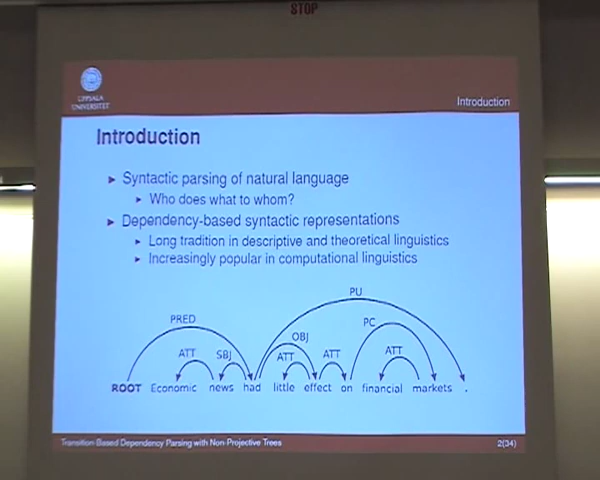 STOP
UPPSALA
UNIVERSITET
Introduction
Introduction
► Syntactic parsing of natural language
► Who does what to whom?
► Dependency-based syntactic representations
► Long tradition in descriptive and theoretical linguistics
► Increasingly popular in computational linguistics
PU
PRED
PC
OBJ
ATT SBJ ATT ATT ATT
ROOT Economic news had little effect on financial markets .
Transition-Based Dependency Parsing with Non-Projective Trees 2(34)